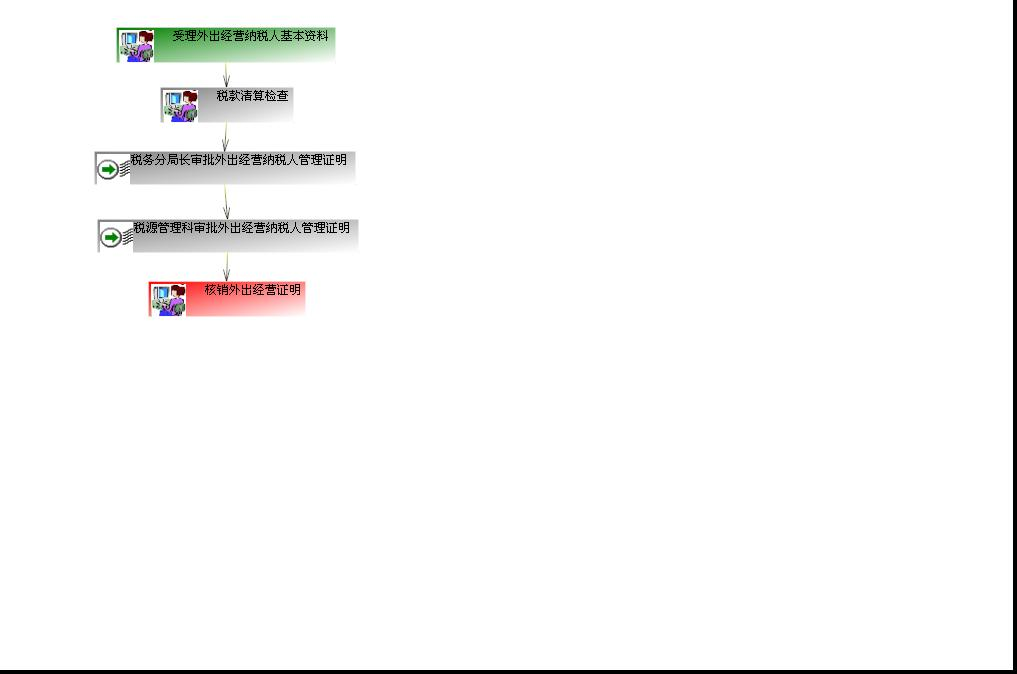 受理外出经营纳税人基本资料
税款清算检查
税务分局长审批外出经营纳税人管理证明
税源管理科审批外出经营纳税人管理证明
核销外出经营证明